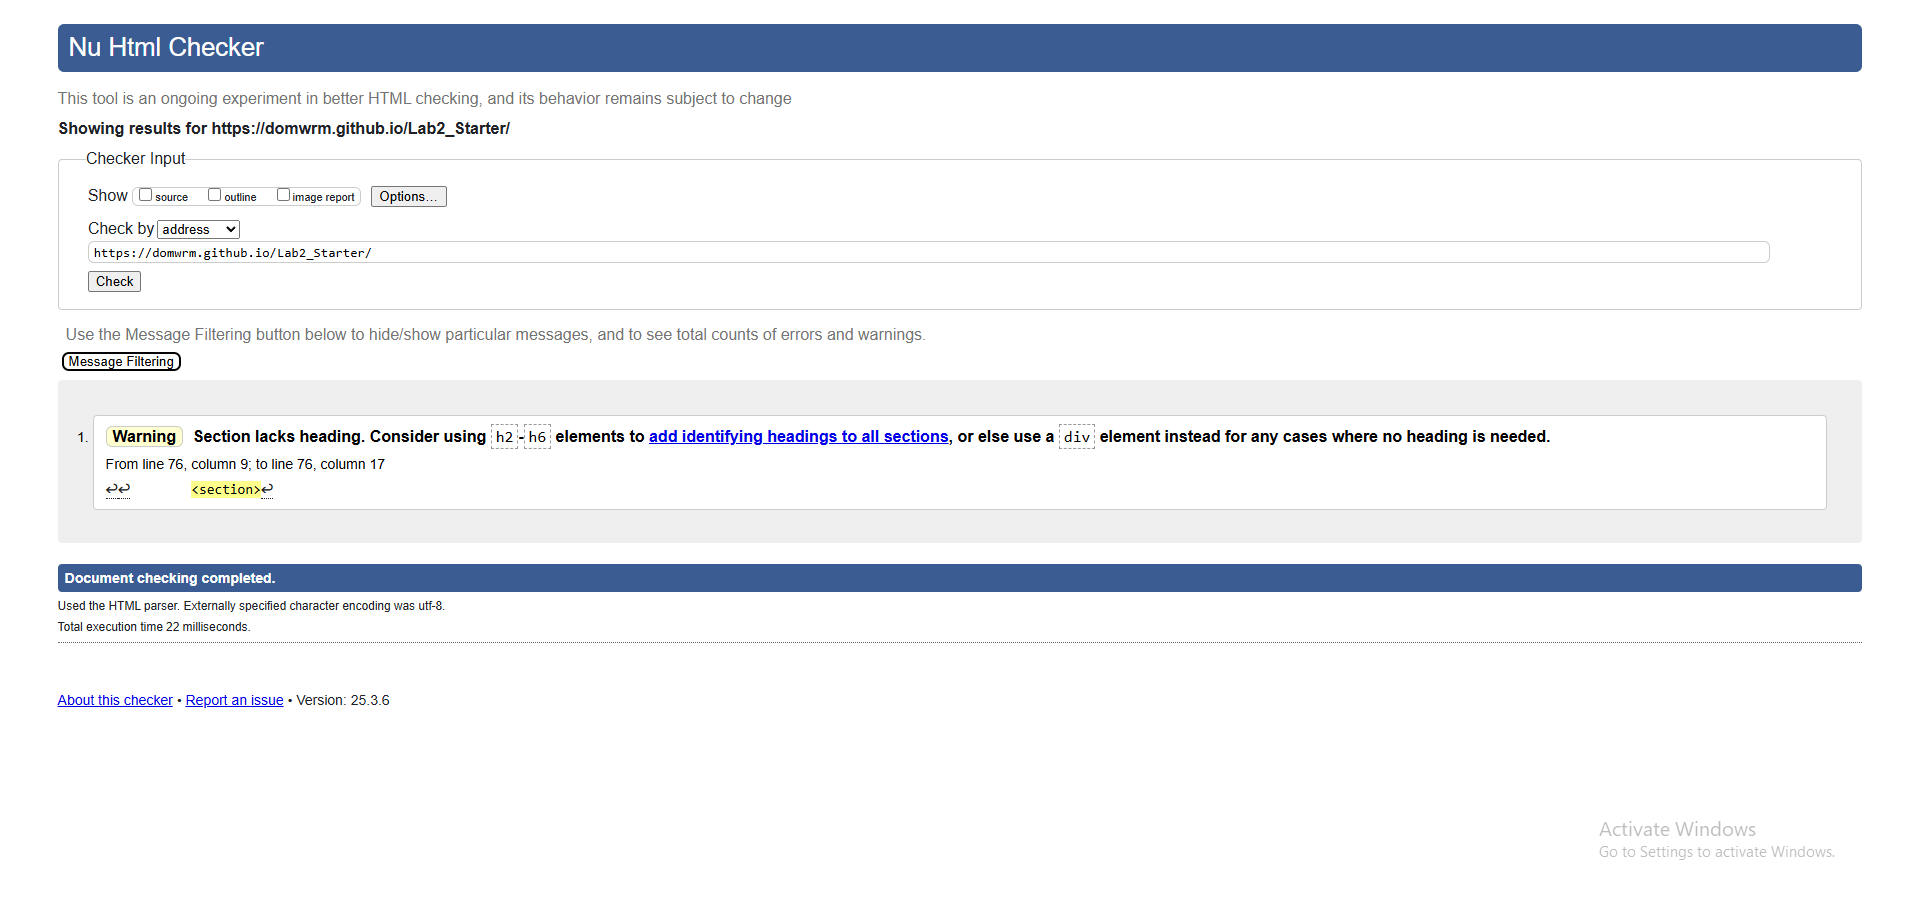 Nu Html Checker
This tool is an ongoing experiment in better HTML checking, and its behavior remains subject to change
Showing results for https://domwrm.github.io/Lab2_Starter/
Checker Input
Show source outline image report Options...
Check by address
https://domwrm.github.io/Lab2_Starter/
Check
Use the Message Filtering button below to hide/show particular messages, and to see total counts of errors and warnings.
Message Filtering
1. Warning Section lacks heading. Consider using h2-h6 elements to add identifying headings to all sections, or else use a div element instead for any cases where no heading is needed.
From line 76, column 9; to line 76, column 17
↩↩ <section>↩
Document checking completed.
Used the HTML parser. Externally specified character encoding was utf-8.
Total execution time 22 milliseconds.
About this checker • Report an issue • Version: 25.3.6
Activate Windows
Go to Settings to activate Windows.